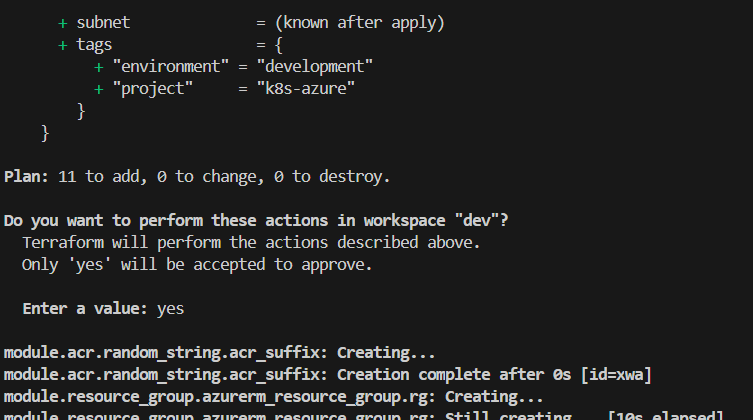 + subnet = (known after apply)
+ tags = {
+ "environment" = "development"
+ "project" = "k8s-azure"
}
}
Plan: 11 to add, 0 to change, 0 to destroy.
Do you want to perform these actions in workspace "dev"?
Terraform will perform the actions described above.
Only 'yes' will be accepted to approve.
Enter a value: yes
module.acr.random_string.acr_suffix: Creating...
module.acr.random_string.acr_suffix: Creation complete after 0s [id=xwa]
module.resource_group.azurerm_resource_group.rg: Creating...
module.resource_group.azurerm_resource_group.rg: Still creating... [10s elapsed]